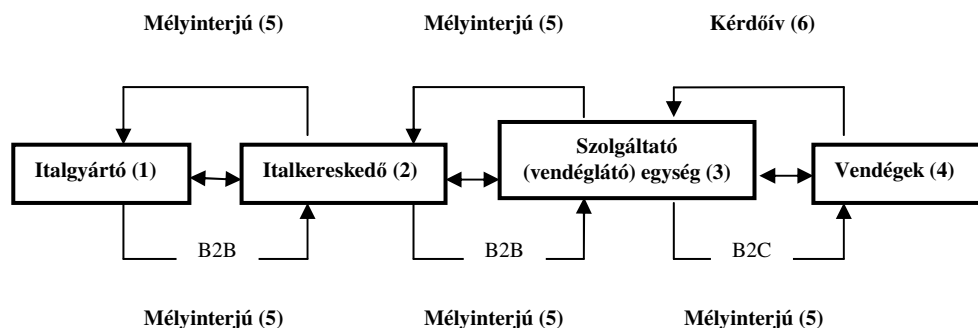 Mélyinterjú (5) Mélyinterjú (5) Kérdőív (6)
Italgyártó (1) Italkereskedő (2) Szolgáltató
(vendéglátó) egység (3) Vendégek (4)
B2B B2B B2C
Mélyinterjú (5) Mélyinterjú (5) Mélyinterjú (5)